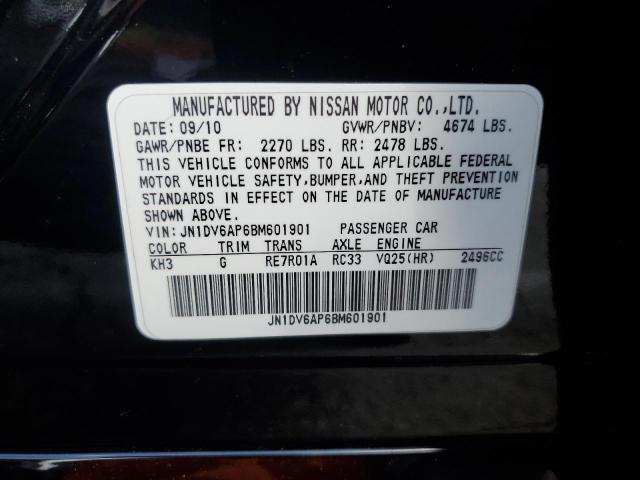 MANUFACTURED BY NISSAN MOTOR CO.,LTD.
DATE: 09/10 GVWR/PNBV: 4674 LBS.
GAWR/PNBE FR: 2270 LBS. RR: 2478 LBS.
THIS VEHICLE CONFORMS TO ALL APPLICABLE FEDERAL
MOTOR VEHICLE SAFETY,BUMPER,AND THEFT PREVENTION
STANDARDS IN EFFECT ON THE DATE OF MANUFACTURE
SHOWN ABOVE.
VIN: JN1DV6AP6BM601901 PASSENGER CAR
COLOR TRIM TRANS AXLE ENGINE
KH3 G RE7R01A RC33 VQ25(HR) 2496CC
JN1DV6AP6BM601901